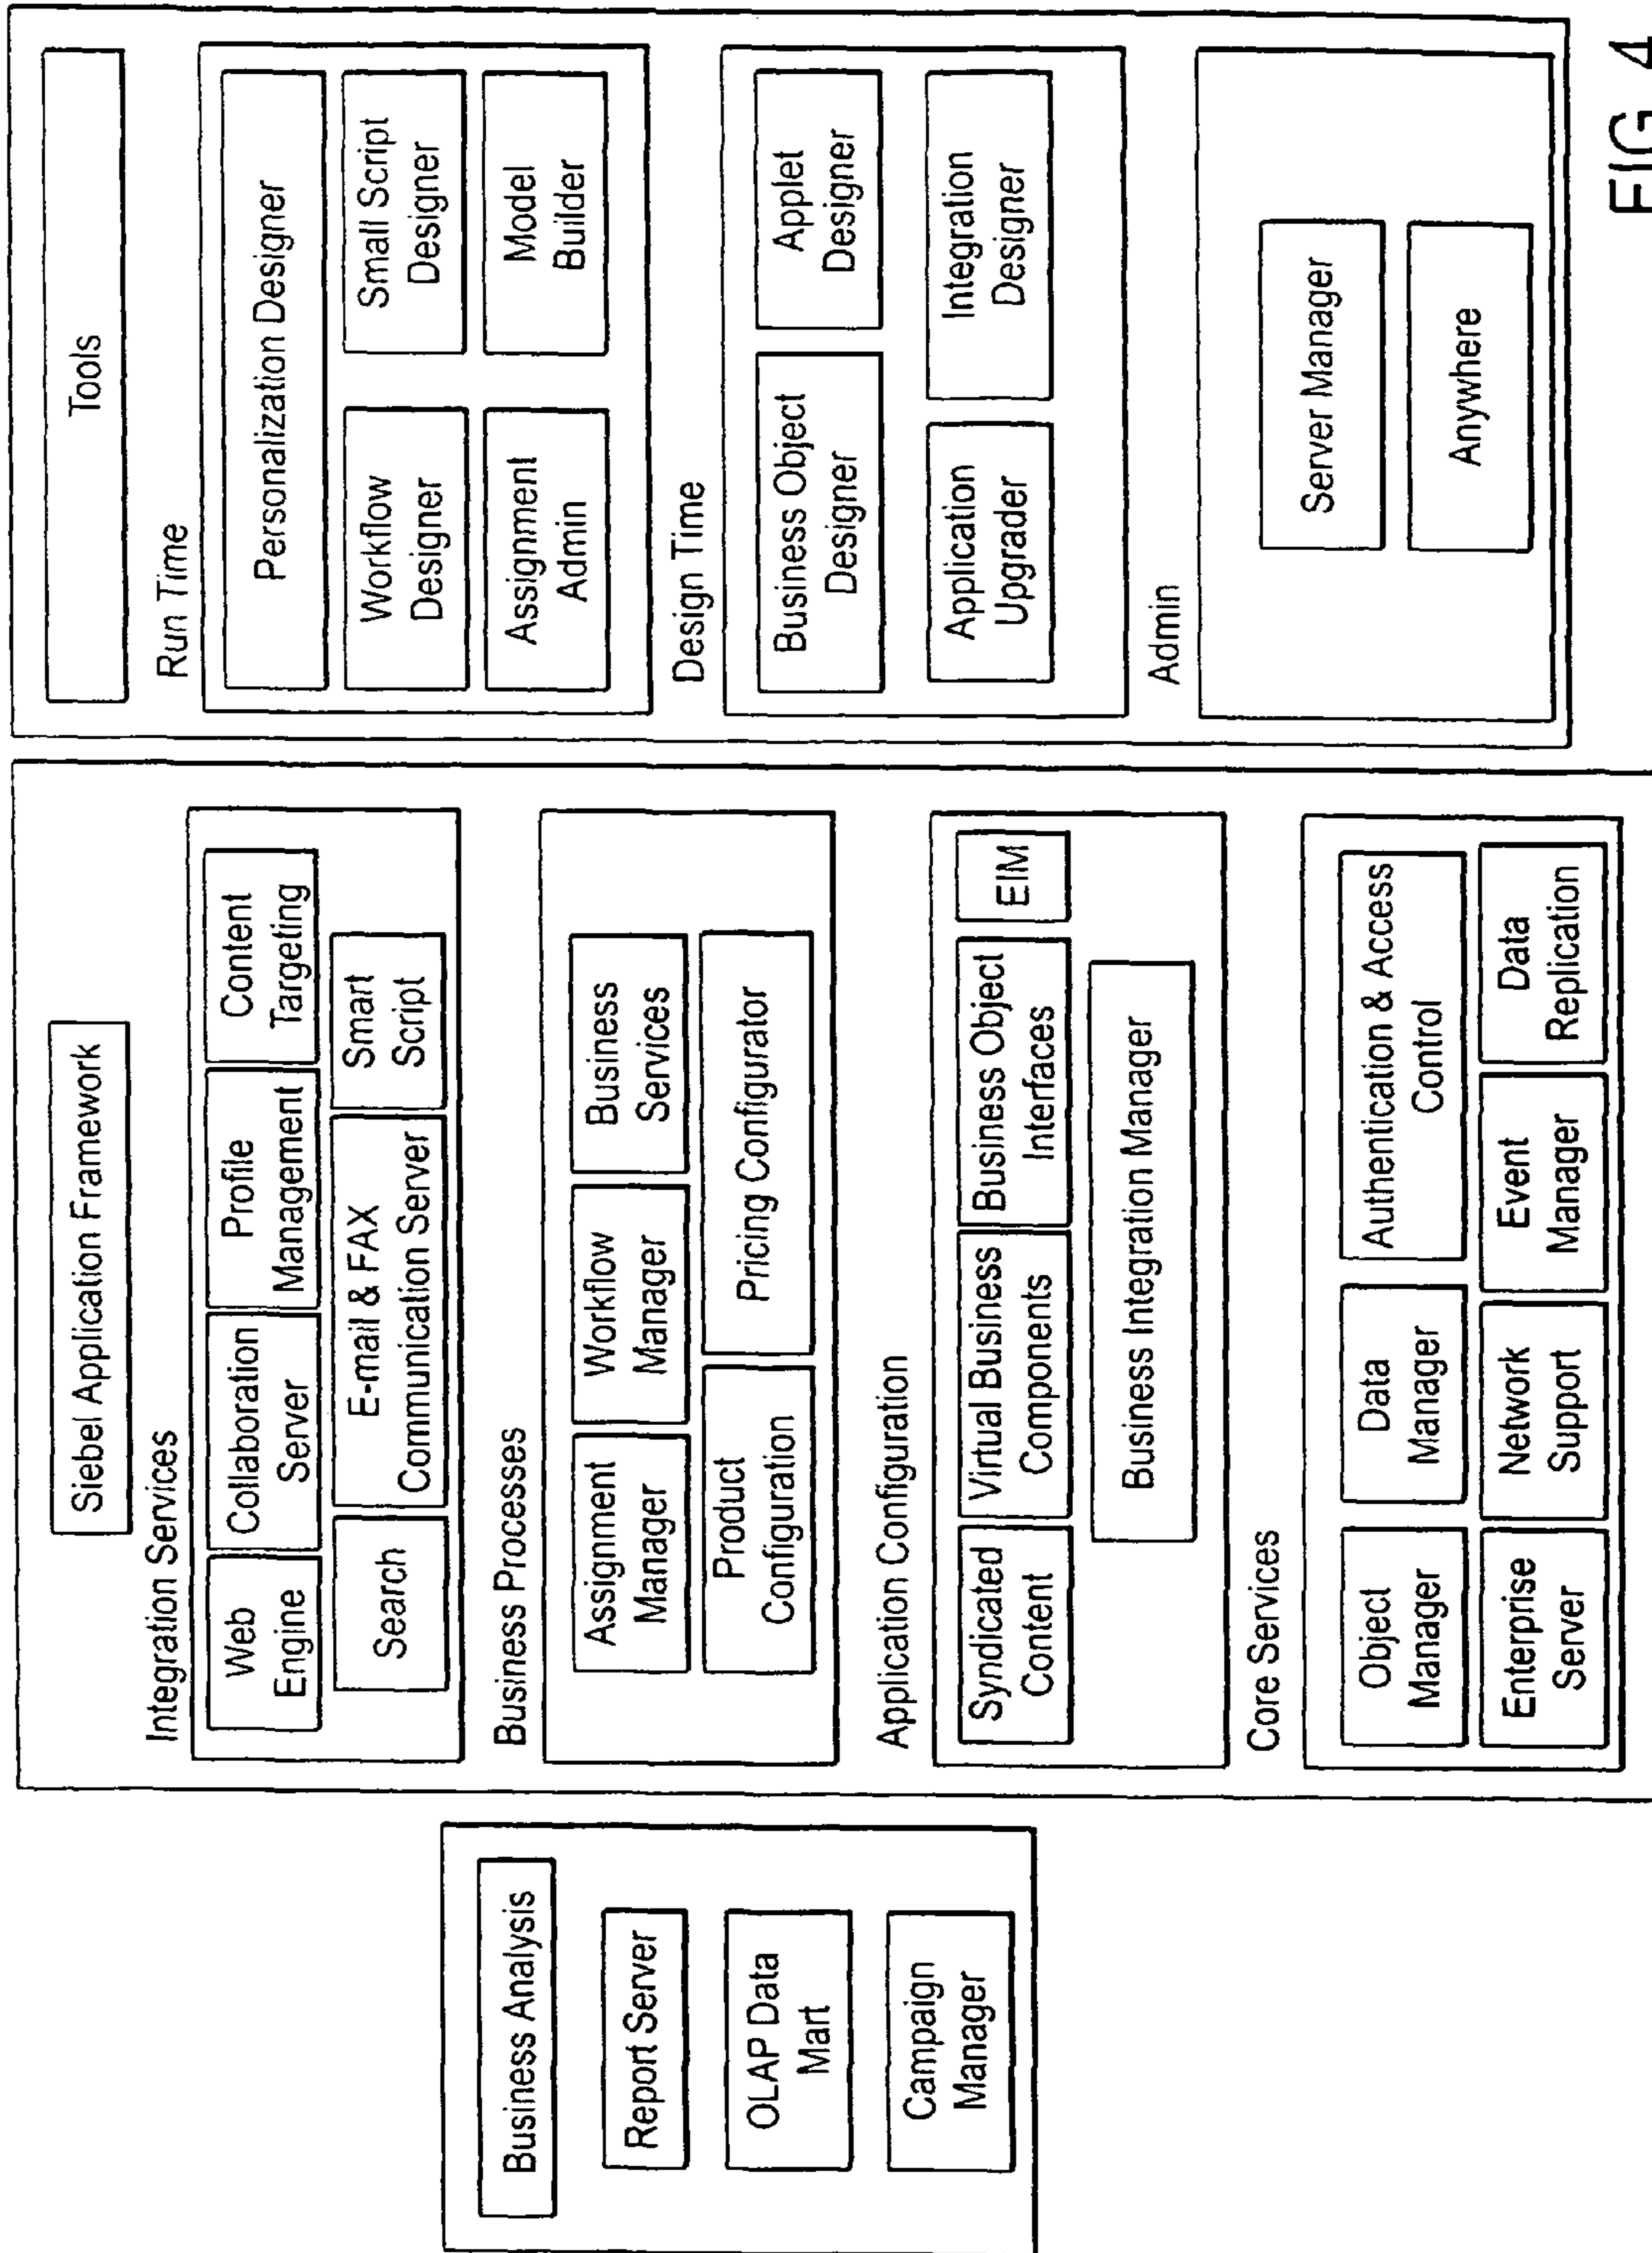 Business Analysis
Report Server
OLAP Data
Mart
Campaign
Manager
Siebel Application Framework
Integration Services
Web
Engine
Collaboration
Server
Profile
Management
Content
Targeting
Search
E-mail & FAX
Communication Server
Smart
Script
Business Processes
Assignment
Manager
Workflow
Manager
Business
Services
Product
Configuration
Pricing Configurator
Application Configuration
Syndicated
Content
Virtual Business
Components
Business Object
Interfaces
EIM
Business Integration Manager
Core Services
Object
Manager
Data
Manager
Authentication & Access
Control
Enterprise
Server
Network
Support
Event
Manager
Data
Replication
Tools
Run Time
Personalization Designer
Workflow
Designer
Small Script
Designer
Assignment
Admin
Model
Builder
Design Time
Business Object
Designer
Applet
Designer
Application
Upgrader
Integration
Designer
Admin
Server Manager
Anywhere
FIG. 4